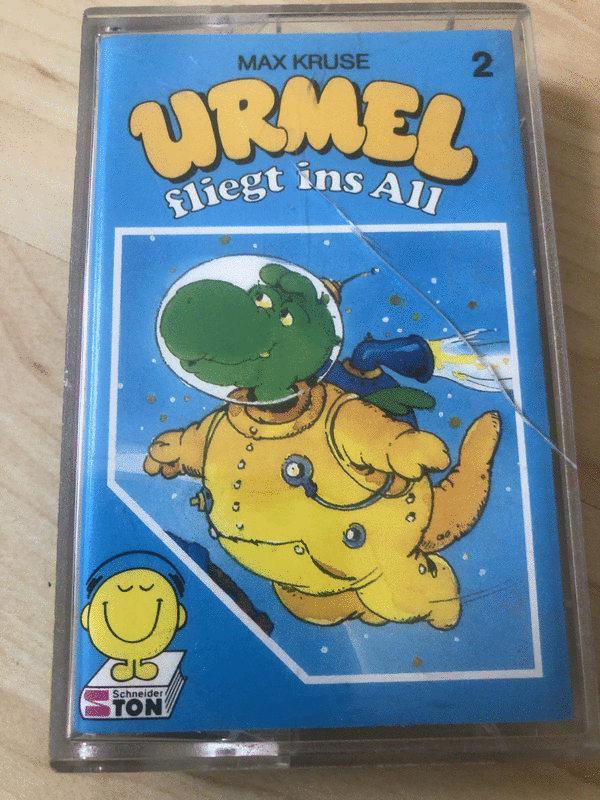 MAX KRUSE
2
URMEL
fliegt ins All
Schneider
TON